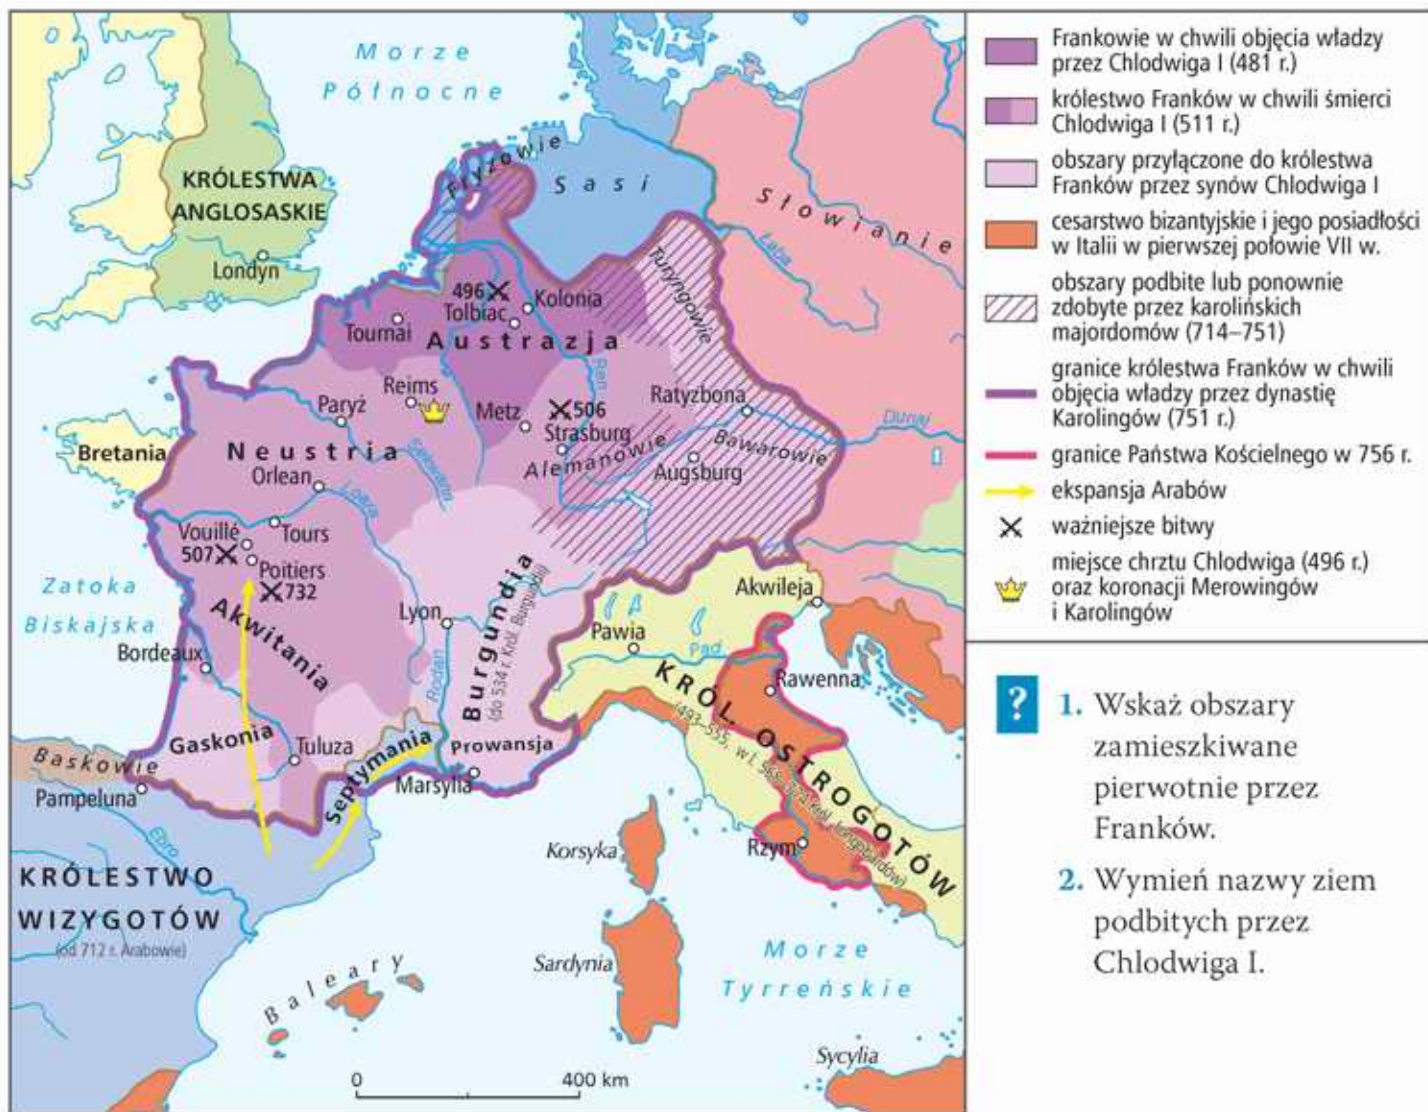 Morze
Północne
KRÓLESTWA
ANGLOSASKIE
Londyn
Fryzowie
Sasi
Słowianie
Łaba
Turyngowie
496
Tolbiac
Kolonia
Tournai
Austrazja
Ren
Reims
Paryż
Metz
506
Strasburg
Ratyzbona
Dunaj
Bretania
Neustria
Orlean
Loara
Alemanowie
Bawarowie
Augsburg
Vouillé
507
Tours
Poitiers
732
Zatoka
Biskajska
Akwitania
Lyon
Burgundia
(do 534 r. Król. Burgundii)
Rodan
Bordeaux
Akwileja
Pawia
Pad
Rawenna
KRÓL. OSTROGOTÓW
Gaskonia
Tuluza
Septymania
Prowansja
Marsylia
Baskowie
Pampeluna
Ebro
KRÓLESTWO
WIZYGOTÓW
(od 712 r. Arabowie)
Korsyka
Rzym
Sardynia
Baleary
Morze
Tyrreńskie
Sycylia
0 400 km
Frankowie w chwili objęcia władzy
przez Chlodwiga I (481 r.)
królestwo Franków w chwili śmierci
Chlodwiga I (511 r.)
obszary przyłączone do królestwa
Franków przez synów Chlodwiga I
cesarstwo bizantyjskie i jego posiadłości
w Italii w pierwszej połowie VII w.
obszary podbite lub ponownie
zdobyte przez karolińskich
majordomów (714–751)
granice królestwa Franków w chwili
objęcia władzy przez dynastię
Karolingów (751 r.)
granice Państwa Kościelnego w 756 r.
ekspansja Arabów
ważniejsze bitwy
miejsce chrztu Chlodwiga (496 r.)
oraz koronacji Merowingów
i Karolingów
?
1. Wskaż obszary
zamieszkiwane
pierwotnie przez
Franków.
2. Wymień nazwy ziem
podbitych przez
Chlodwiga I.